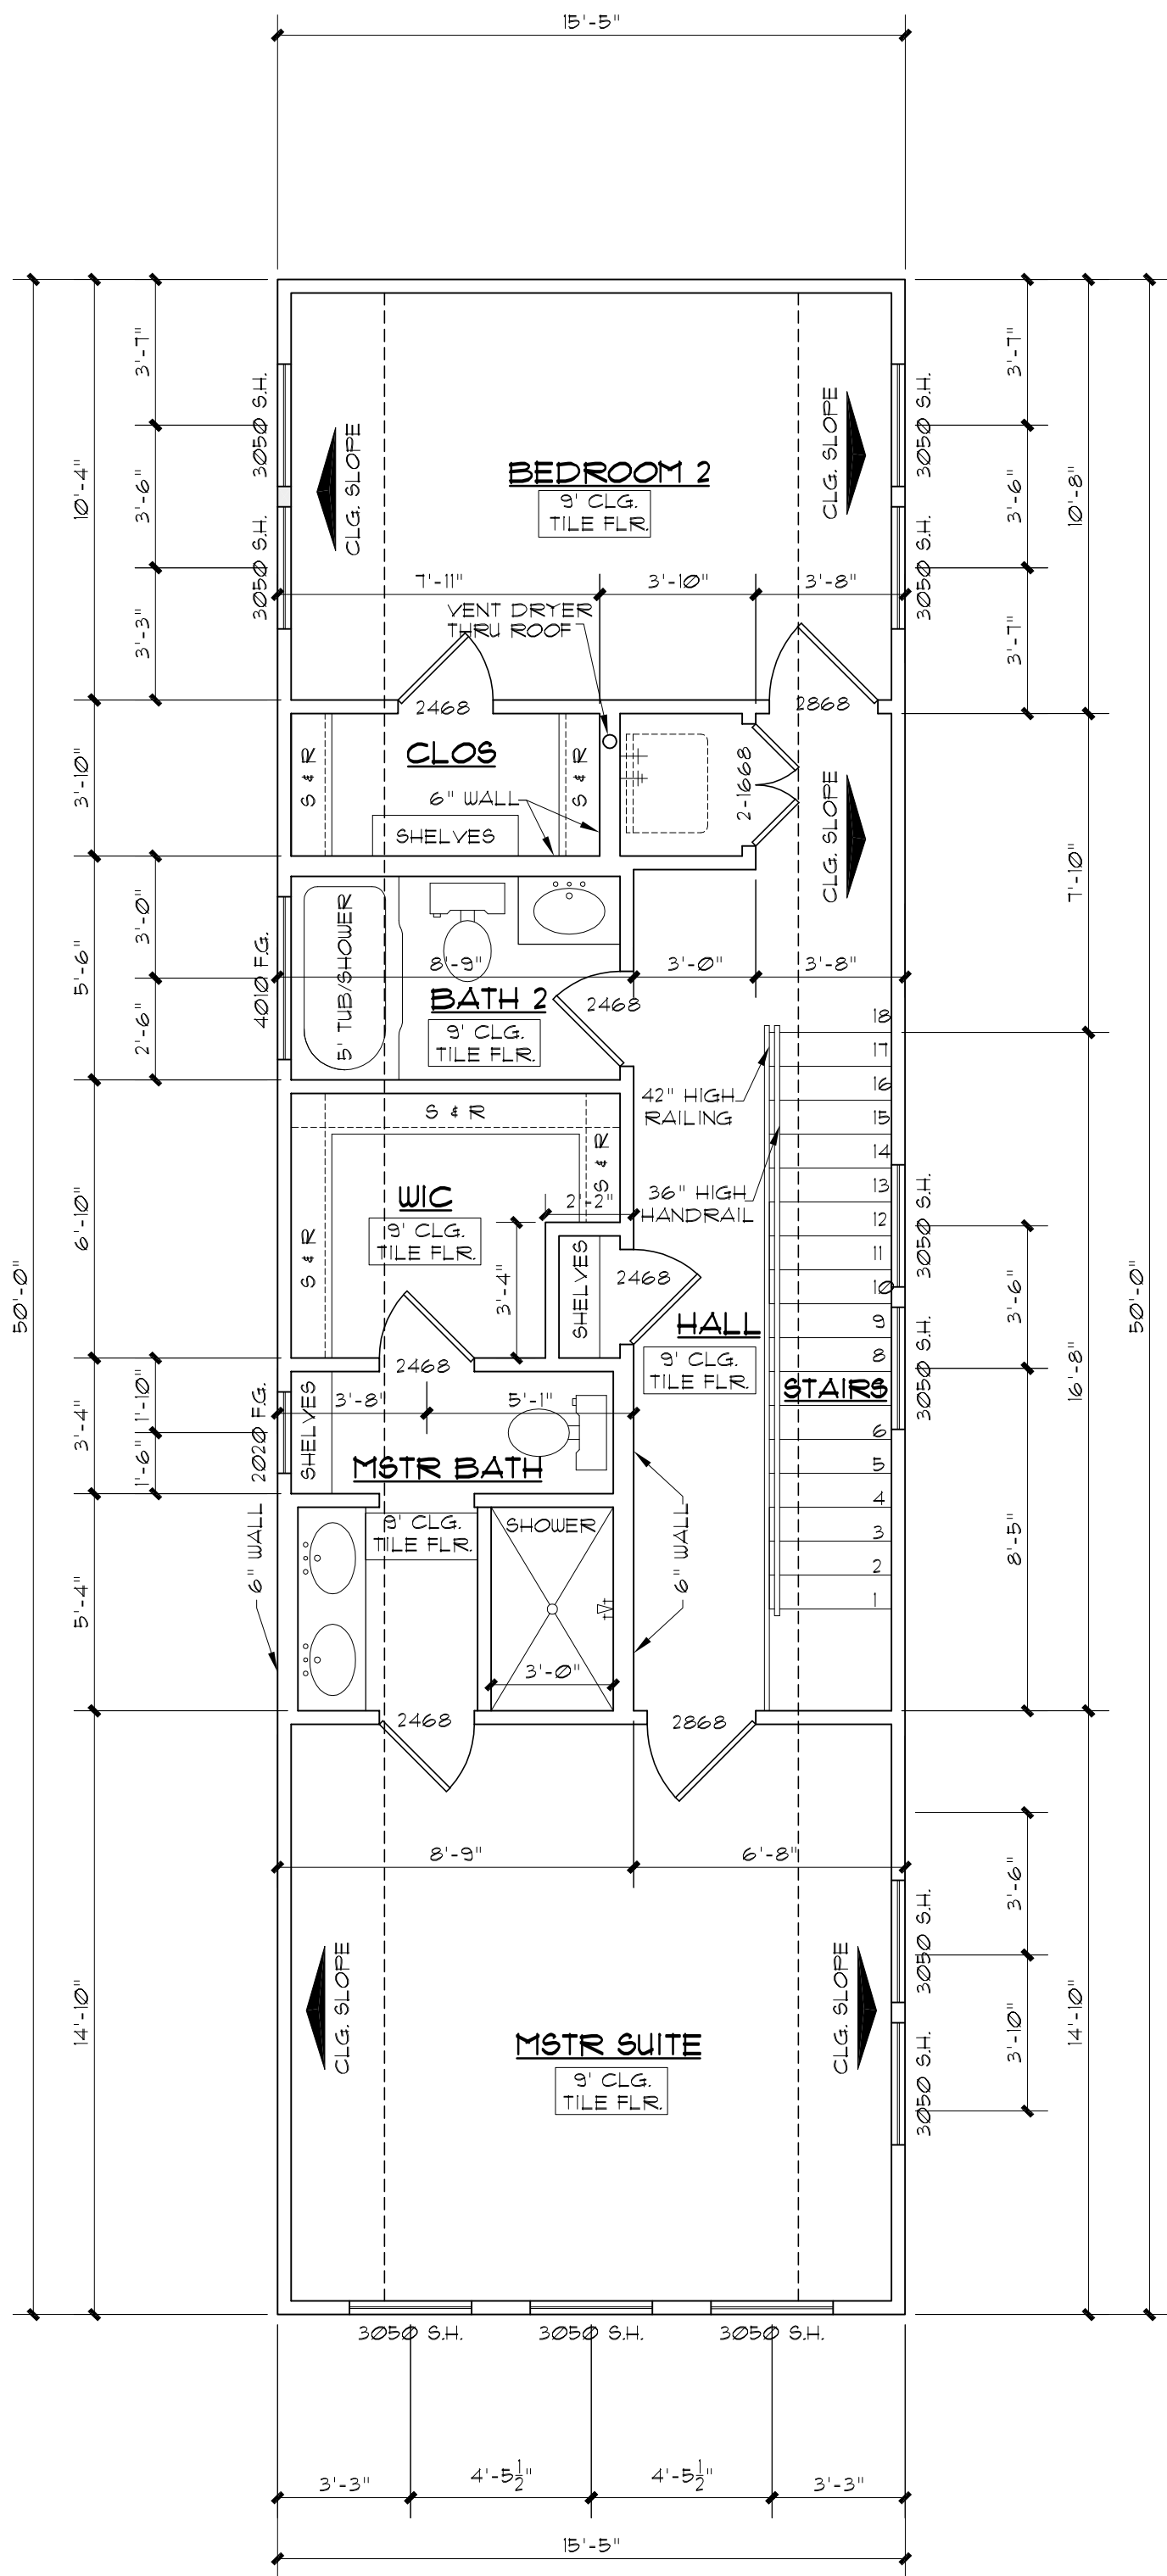 15'-5"
3'-7"
3'-7"
3050 S.H.
3050 S.H.
CLG. SLOPE
CLG. SLOPE
BEDROOM 2
9' CLG.
TILE FLR.
10'-4"
3'-6"
3'-6"
10'-8"
3050 S.H.
3050 S.H.
7'-11"
3'-10"
3'-8"
VENT DRYER
THRU ROOF
3'-3"
3'-7"
2468
2868
CLOS
S & R
S & R
2-1668
6" WALL
SHELVES
CLG. SLOPE
3'-10"
7'-10"
5' TUB/SHOWER
4010 F.G.
3'-0"
5'-6"
2'-6"
8'-9"
3'-0"
3'-8"
BATH 2
9' CLG.
TILE FLR.
2468
18
17
16
15
14
13
12
11
10
9
8
6
5
4
3
2
1
42" HIGH
RAILING
S & R
S & R
S & R
WIC
9' CLG.
TILE FLR.
2'-2"
36" HIGH
HANDRAIL
6'-10"
3'-4"
SHELVES
2468
HALL
9' CLG.
TILE FLR.
STAIRS
3050 S.H.
3050 S.H.
3'-6"
16'-8"
50'-0"
50'-0"
2468
3'-4"
1'-10"
1'-6"
2020 F.G.
SHELVES
3'-8"
5'-1"
MSTR BATH
9' CLG.
TILE FLR.
SHOWER
6" WALL
6" WALL
5'-4"
8'-5"
3'-0"
2468
2868
8'-9"
6'-8"
3'-6"
3050 S.H.
CLG. SLOPE
CLG. SLOPE
14'-10"
3'-10"
14'-10"
3050 S.H.
MSTR SUITE
9' CLG.
TILE FLR.
3050 S.H.
3050 S.H.
3050 S.H.
3'-3"
4'-5½"
4'-5½"
3'-3"
15'-5"